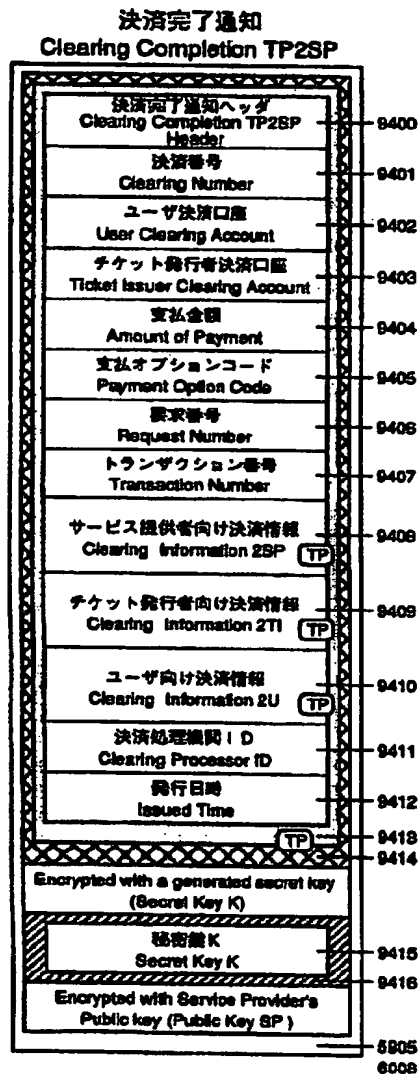 決済完了通知
Clearing Completion TP2SP
決済完了通知ヘッダ
Clearing Completion TP2SP
Header
9400
決済番号
Clearing Number
9401
ユーザ決済口座
User Clearing Account
9402
チケット発行者決済口座
Ticket Issuer Clearing Account
9403
支払金額
Amount of Payment
9404
支払オプションコード
Payment Option Code
9405
要求番号
Request Number
9406
トランザクション番号
Transaction Number
9407
サービス提供者向け決済情報
Clearing Information 2SP
TP
9408
チケット発行者向け決済情報
Clearing Information 2TI
TP
9409
ユーザ向け決済情報
Clearing Information 2U
TP
9410
決済処理機関ID
Clearing Processor ID
9411
発行日時
Issued Time
9412
TP
9413
9414
Encrypted with a generated secret key
(Secret Key K)
秘密鍵K
Secret Key K
9415
9416
Encrypted with Service Provider's
Public key (Public Key SP)
5905
6008